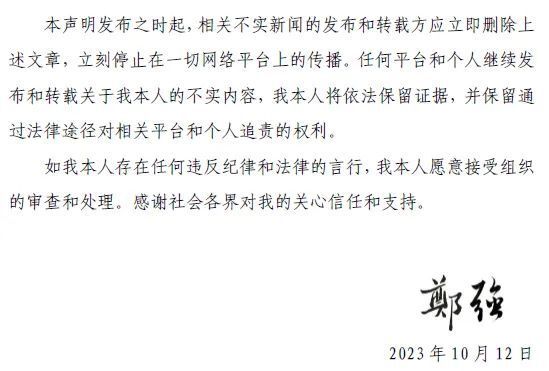 本声明发布之时起，相关不实新闻的发布和转载方应立即删除上
述文章，立刻停止在一切网络平台上的传播。任何平台和个人继续发
布和转载关于我本人的不实内容，我本人将依法保留证据，并保留通
过法律途径对相关平台和个人追责的权利。
如我本人存在任何违反纪律和法律的言行，我本人愿意接受组织
的审查和处理。感谢社会各界对我的关心信任和支持。
鄭強
2023 年 10 月 12 日